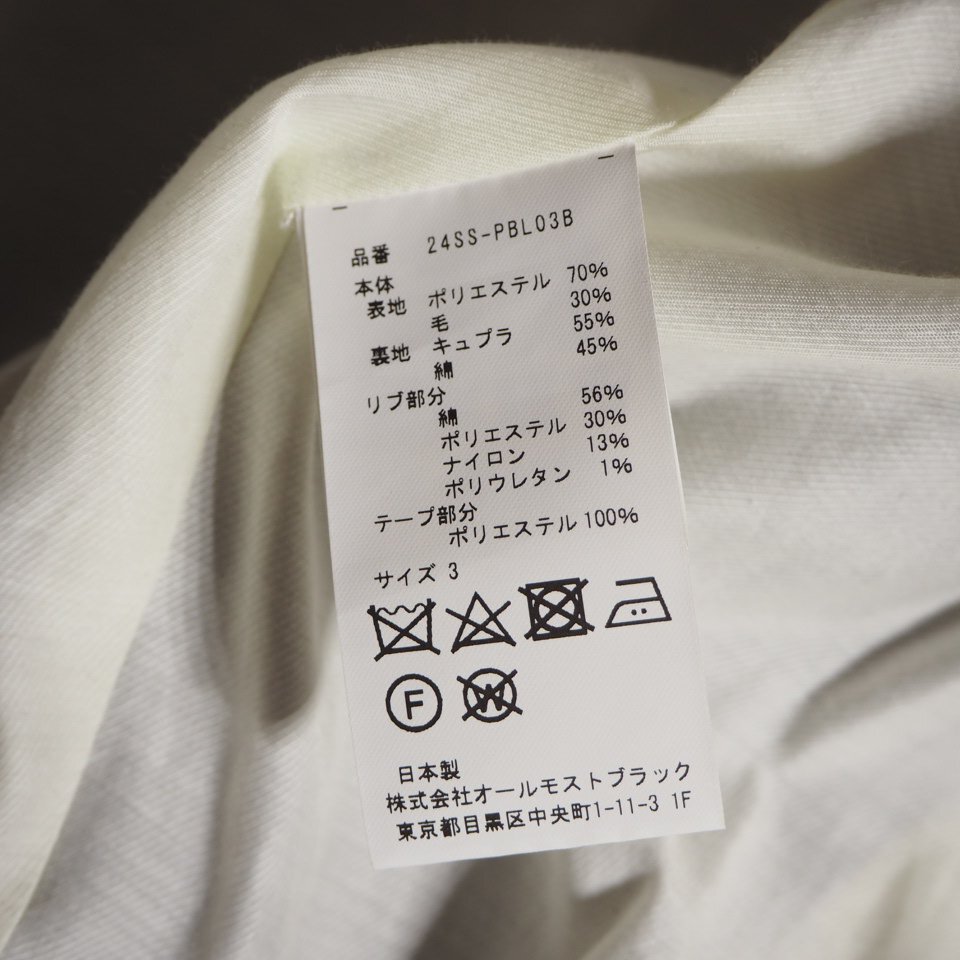 品番 24SS-PBL03B
本体
表地 ポリエステル 70%
毛 30%
裏地 キュプラ 55%
綿 45%
リブ部分
綿 56%
ポリエステル 30%
ナイロン 13%
ポリウレタン 1%
テープ部分
ポリエステル 100%
サイズ 3
F W
日本製
株式会社オールモストブラック
東京都目黒区中央町1-11-3 1F